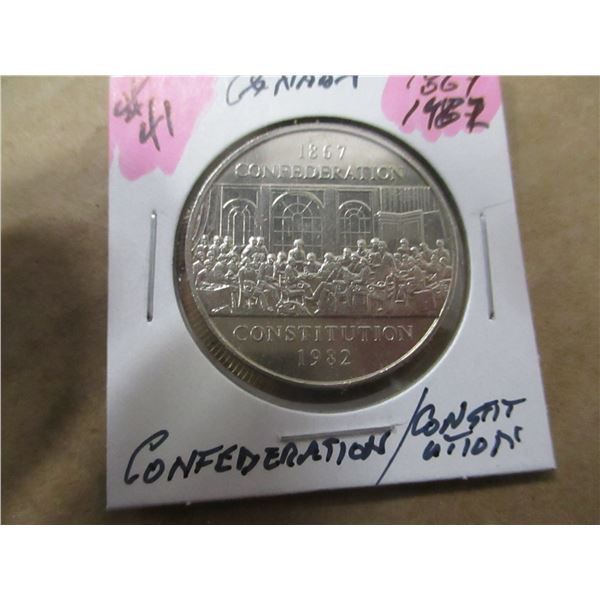 CANADA
1867
1982
41
1867
CONFEDERATION
CONSTITUTION
1982
CONFEDERATION / CONSTIT
UTION